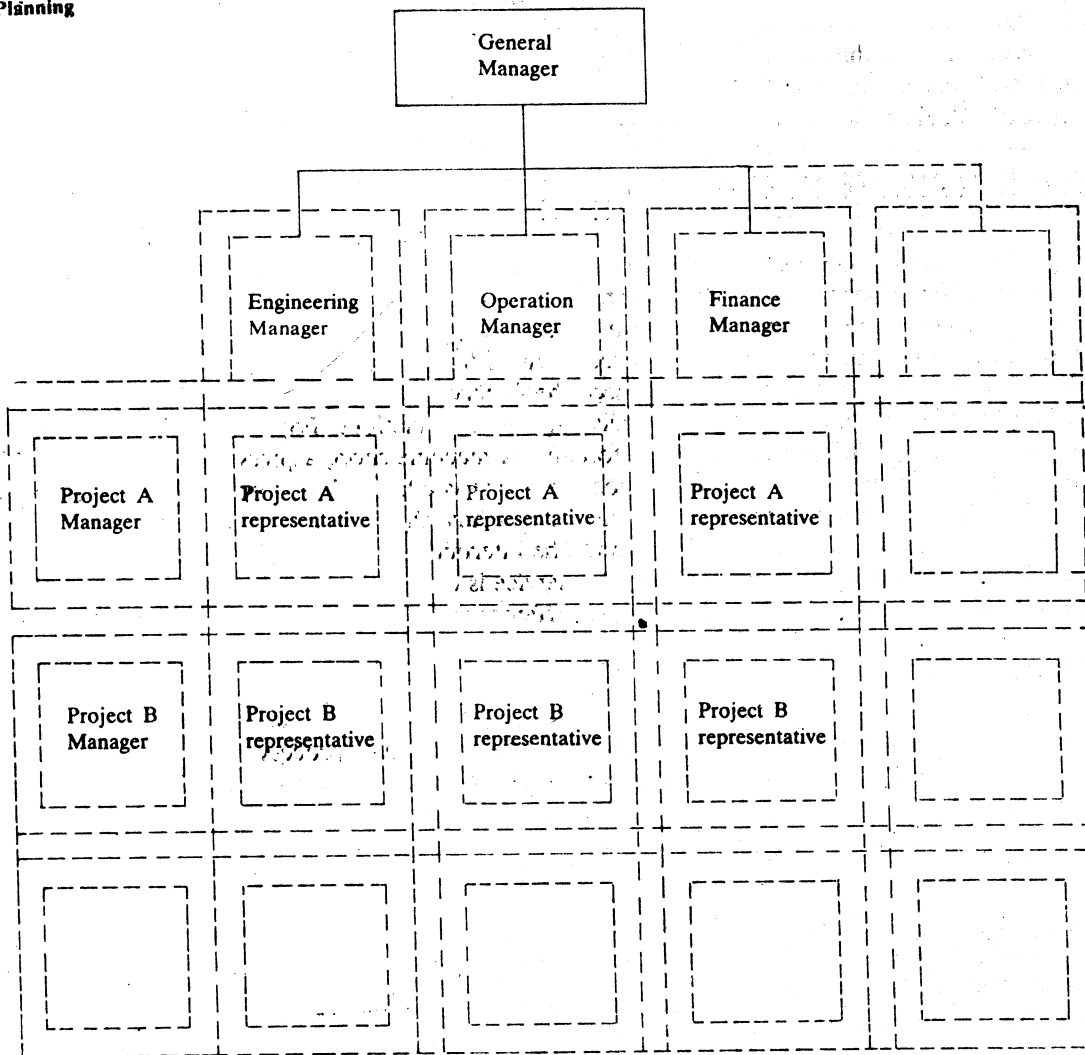 Planning
General
Manager
Engineering
Manager
Operation
Manager
Finance
Manager
Project A
Manager
Project A
representative
Project A
representative
Project A
representative
Project B
Manager
Project B
representative
Project B
representative
Project B
representative